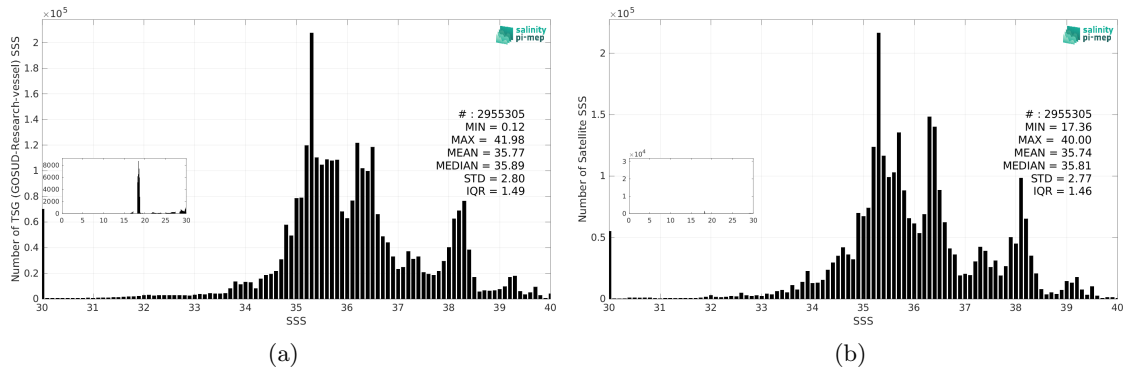 ×10^5
salinity
pi-mep
Number of TSG (GOSUD-Research-vessel) SSS
2
1.8
1.6
1.4
1.2
1
0.8
0.6
0.4
0.2
0
# : 2955305
MIN = 0.12
MAX = 41.98
MEAN = 35.77
MEDIAN = 35.89
STD = 2.80
IQR = 1.49
8000
6000
4000
2000
0
0 5 10 15 20 25 30
30 31 32 33 34 35 36 37 38 39 40
SSS
(a)
×10^5
salinity
pi-mep
Number of Satellite SSS
2
1.5
1
0.5
0
# : 2955305
MIN = 17.36
MAX = 40.00
MEAN = 35.74
MEDIAN = 35.81
STD = 2.77
IQR = 1.46
×10^4
3
2
1
0
0 5 10 15 20 25 30
30 31 32 33 34 35 36 37 38 39 40
SSS
(b)